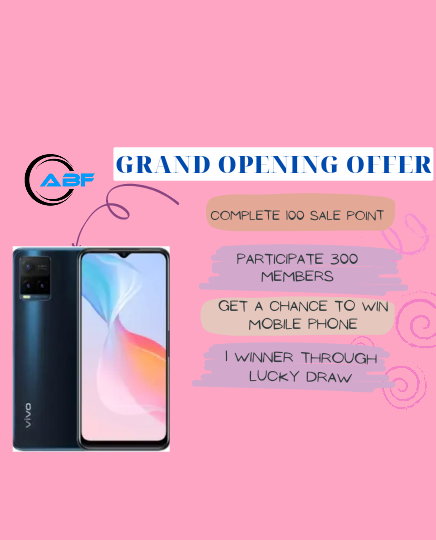 GRAND OPENING OFFER
ABF
COMPLETE 100 SALE POINT
PARTICIPATE 300
MEMBERS
GET A CHANCE TO WIN
MOBILE PHONE
1 WINNER THROUGH
LUCKY DRAW
vivo